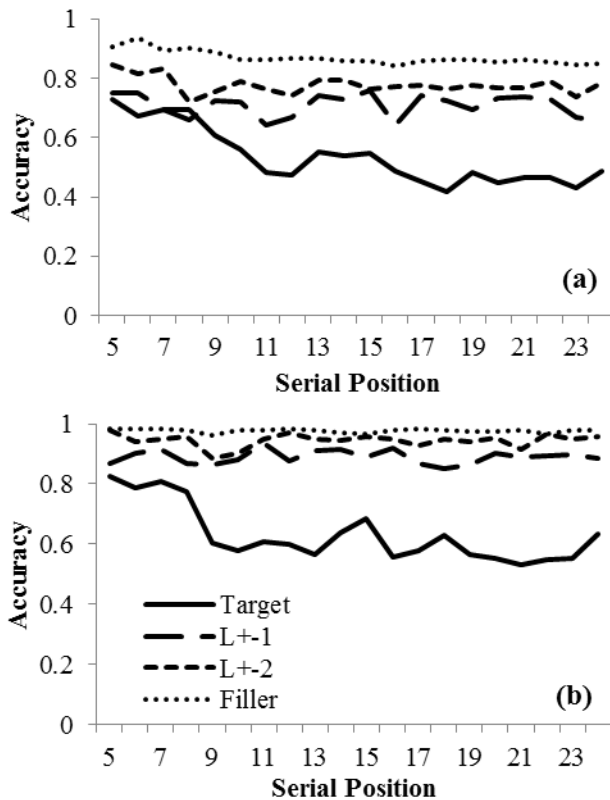 1
0.8
0.6
0.4
0.2
0
Accuracy
(a)
5 7 9 11 13 15 17 19 21 23
Serial Position
1
0.8
0.6
0.4
0.2
0
Accuracy
Target
L+-1
L+-2
Filler
(b)
5 7 9 11 13 15 17 19 21 23
Serial Position